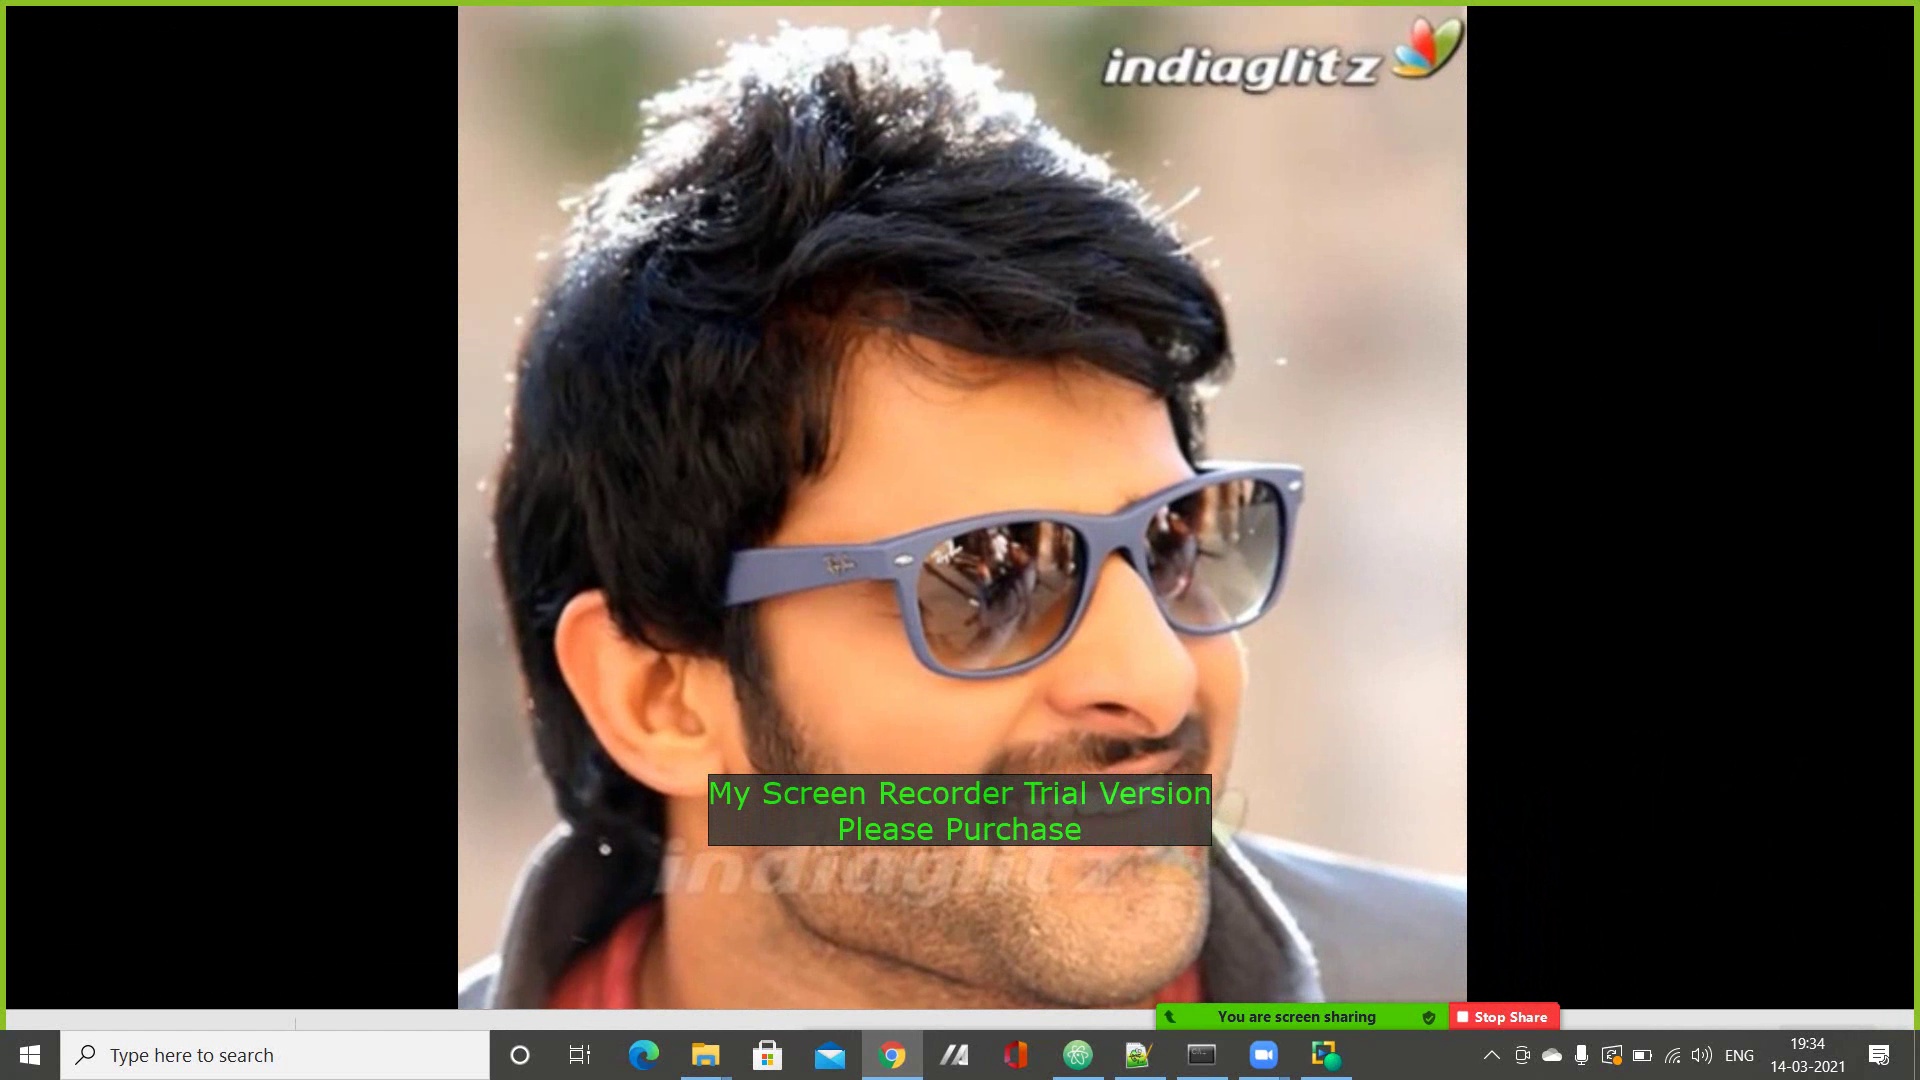 indiaglitz
My Screen Recorder Trial Version
Please Purchase
indiaglitz
You are screen sharing
Stop Share
Type here to search
ENG
19:34
14-03-2021